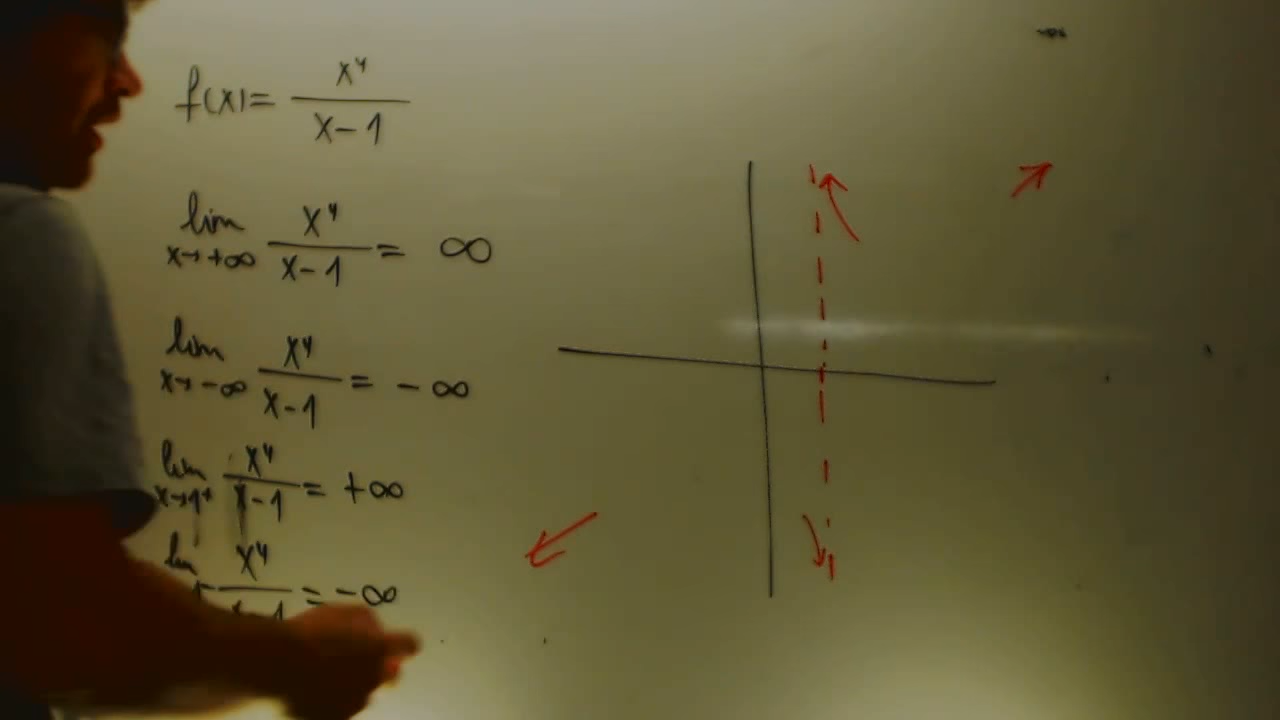 f(x) = x⁴/(x-1)
lim x→+∞ x⁴/(x-1) = ∞
lim x→-∞ x⁴/(x-1) = -∞
lim x→1⁺ x⁴/(x-1) = +∞
lim x⁴/(x-1) = -∞